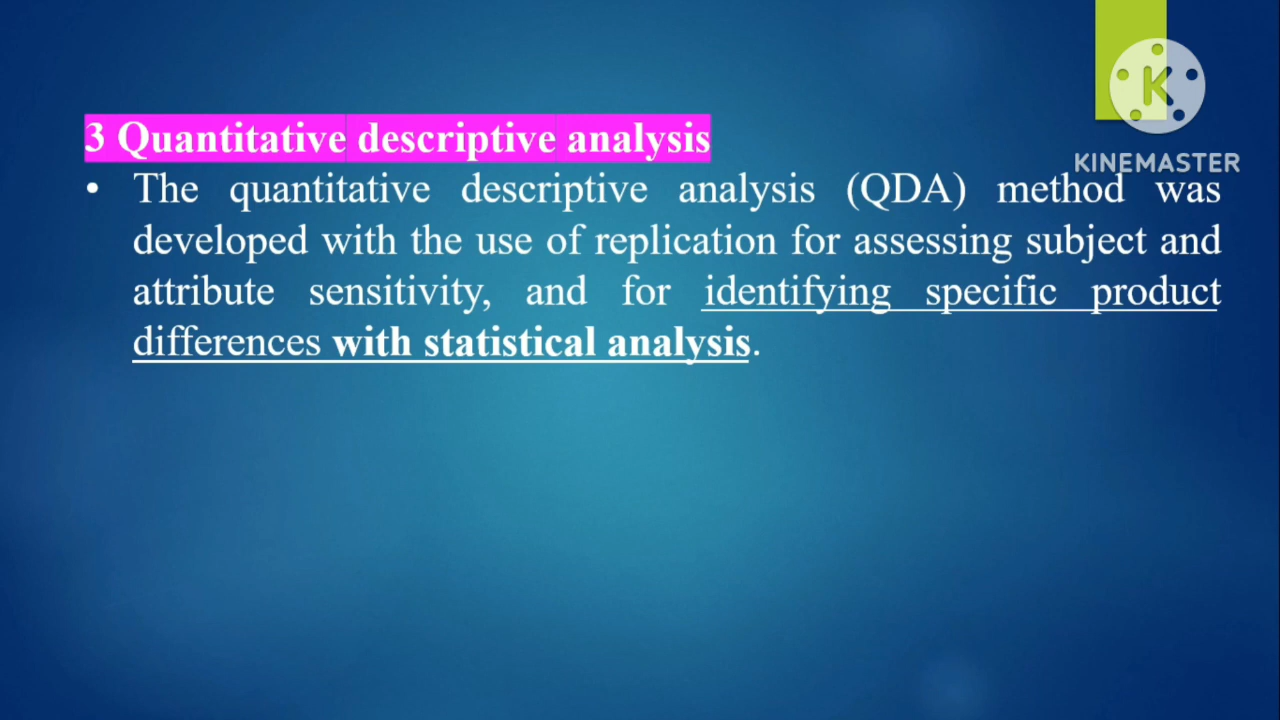 3 Quantitative descriptive analysis
K
KINEMASTER
• The quantitative descriptive analysis (QDA) method was
developed with the use of replication for assessing subject and
attribute sensitivity, and for identifying specific product
differences with statistical analysis.